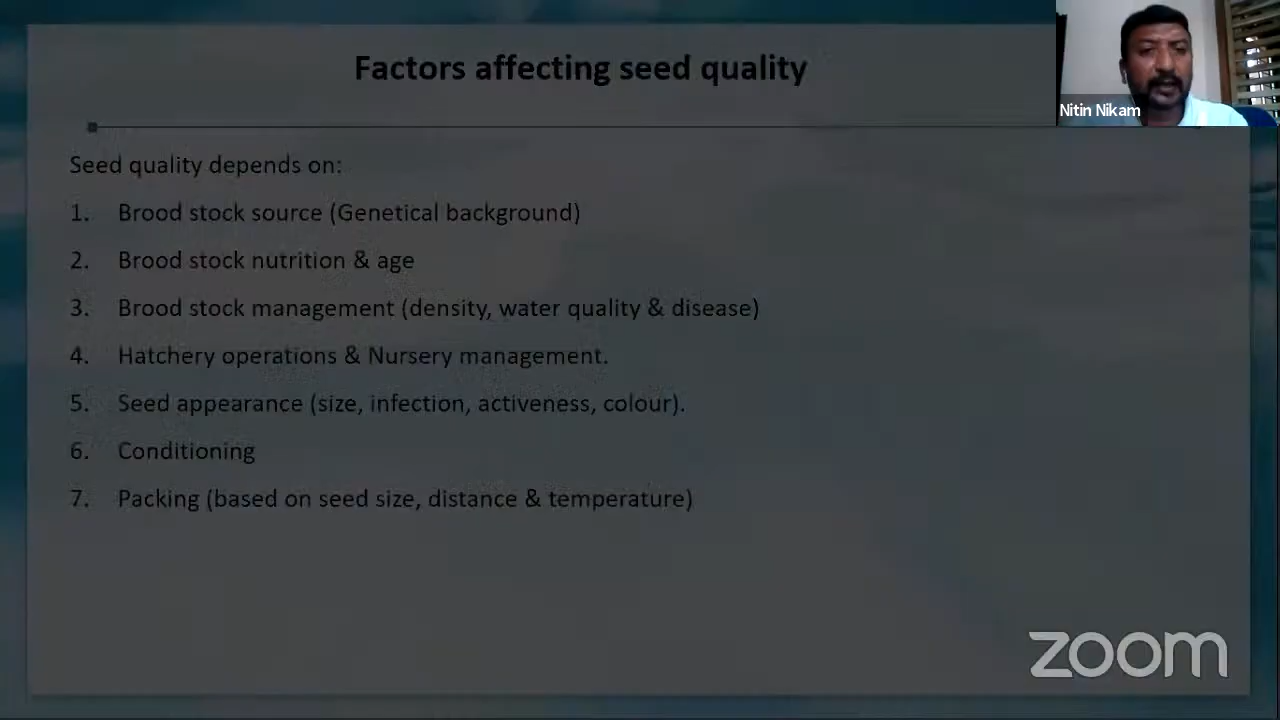 Factors affecting seed quality
Nitin Nikam
Seed quality depends on:
1. Brood stock source (Genetical background)
2. Brood stock nutrition & age
3. Brood stock management (density, water quality & disease)
4. Hatchery operations & Nursery management.
5. Seed appearance (size, infection, activeness, colour).
6. Conditioning
7. Packing (based on seed size, distance & temperature)
zoom